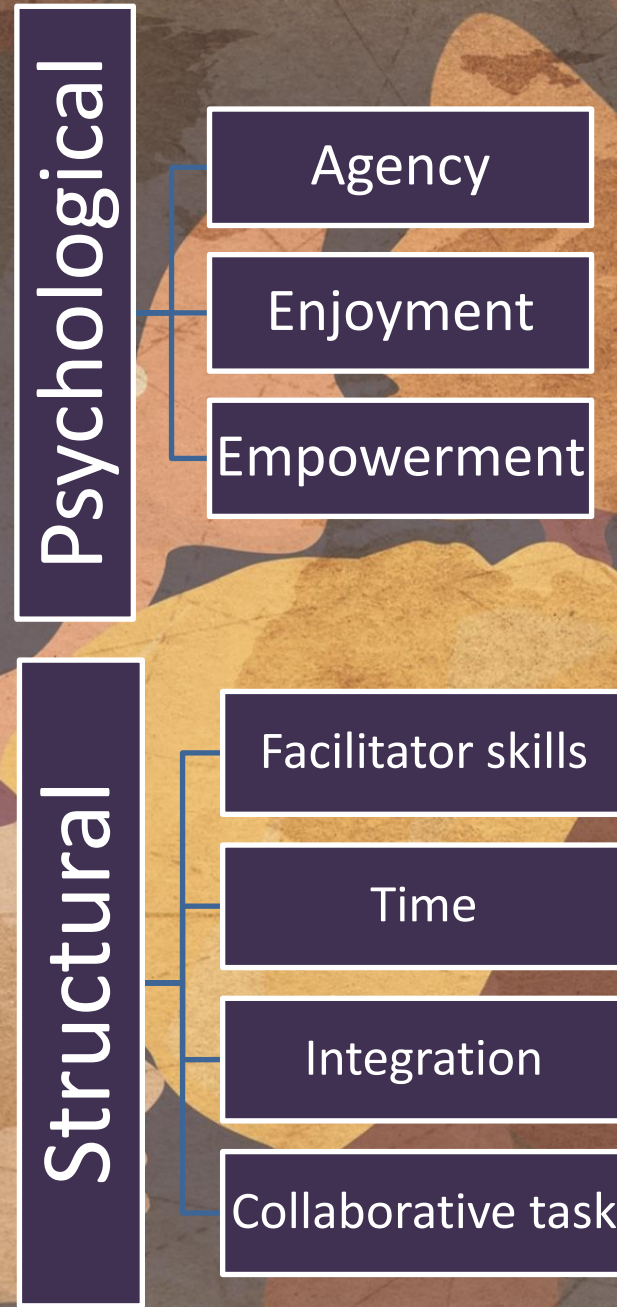 Psychological
Agency
Enjoyment
Empowerment
Structural
Facilitator skills
Time
Integration
Collaborative task